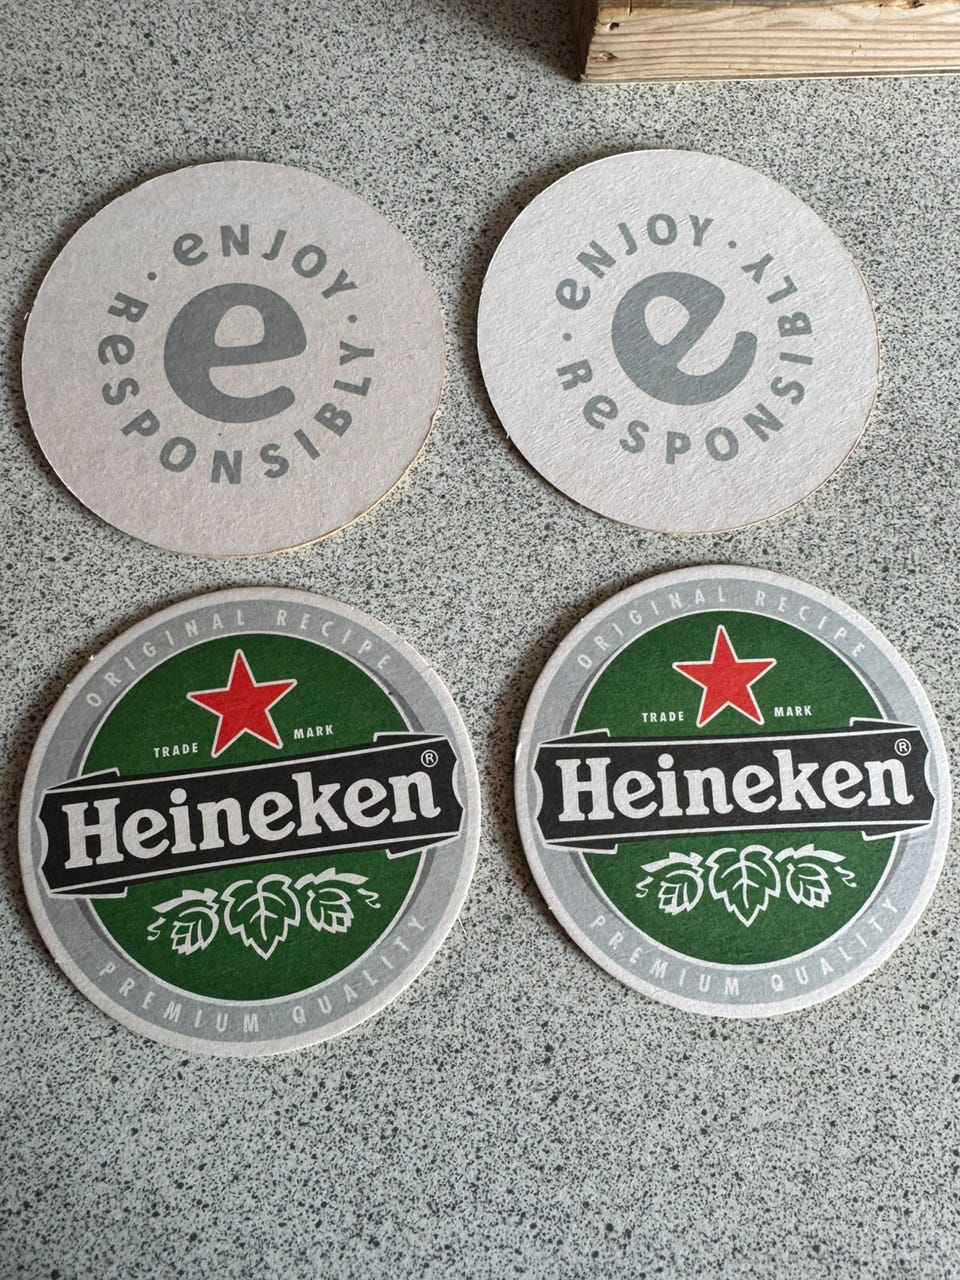 eNJOY · ReSPONSIBLY ·
e
eNJOY · ReSPONSIBLY ·
e
ORIGINAL RECIPE
TRADE MARK
Heineken®
PREMIUM QUALITY
ORIGINAL RECIPE
TRADE MARK
Heineken®
PREMIUM QUALITY